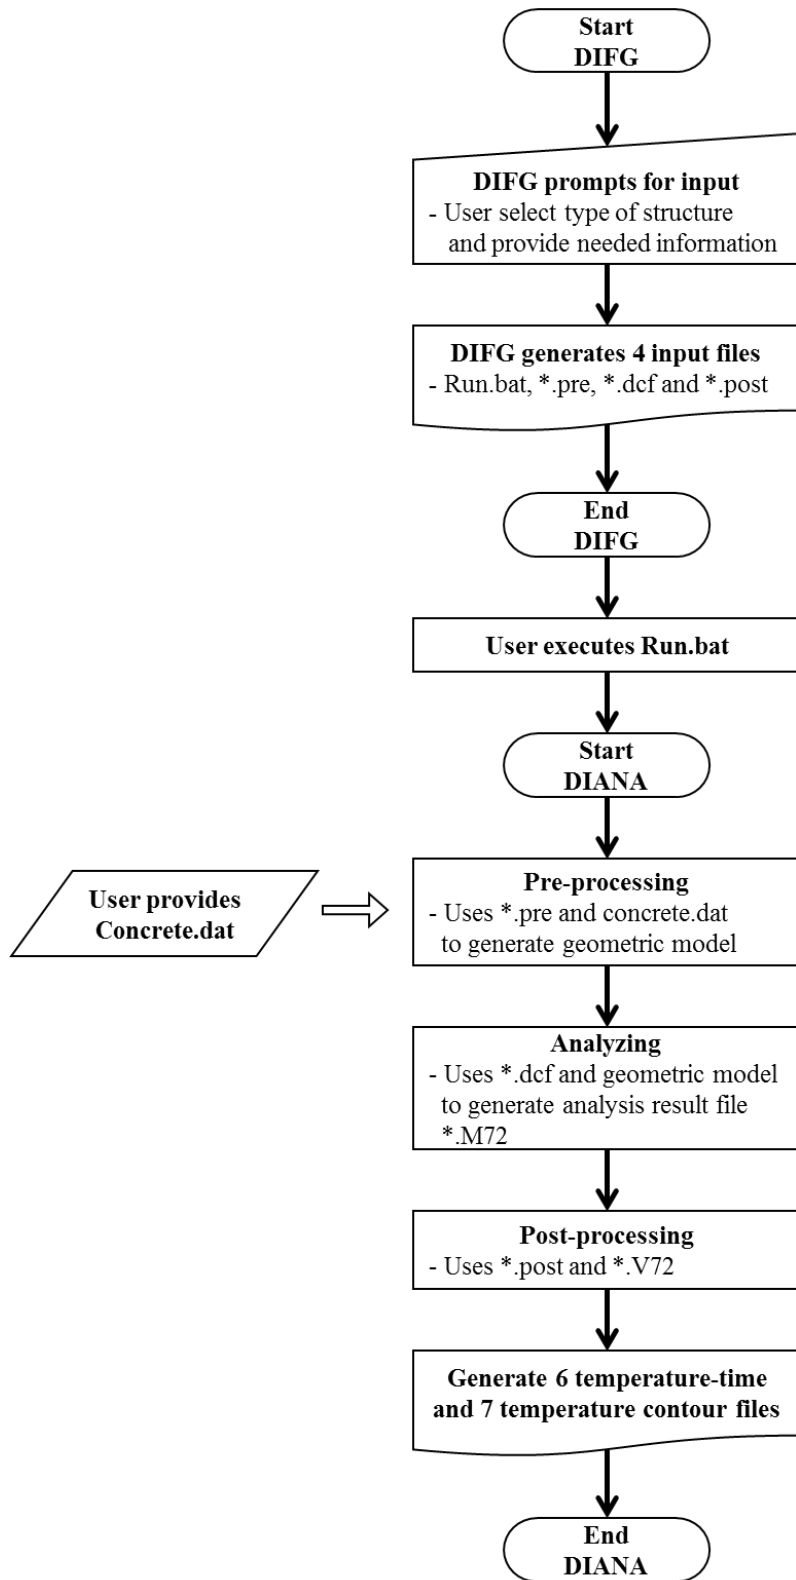 Start
DIFG
DIFG prompts for input
- User select type of structure
and provide needed information
DIFG generates 4 input files
- Run.bat, *.pre, *.dcf and *.post
End
DIFG
User executes Run.bat
Start
DIANA
User provides
Concrete.dat
Pre-processing
- Uses *.pre and concrete.dat
to generate geometric model
Analyzing
- Uses *.dcf and geometric model
to generate analysis result file
*.M72
Post-processing
- Uses *.post and *.V72
Generate 6 temperature-time
and 7 temperature contour files
End
DIANA